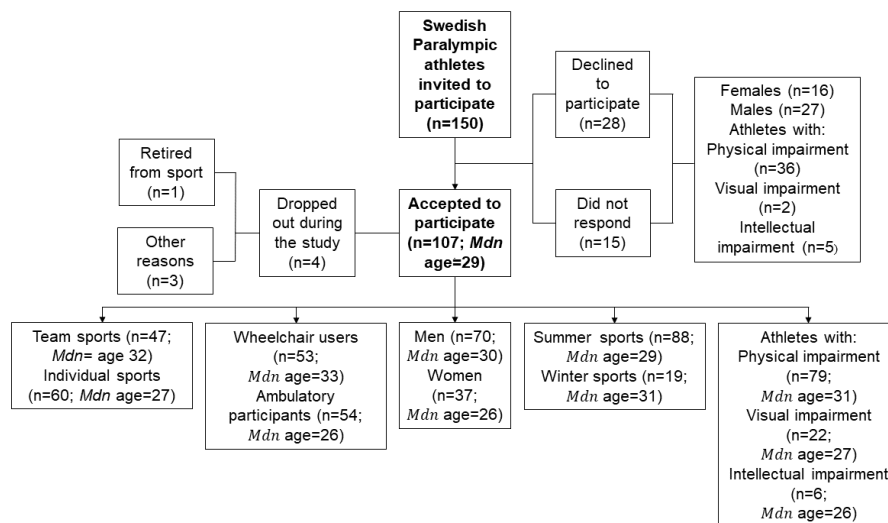 Swedish
Paralympic
athletes
invited to
participate
(n=150)
Declined
to
participate
(n=28)
Females (n=16)
Males (n=27)
Athletes with:
Physical impairment
(n=36)
Visual impairment
(n=2)
Intellectual
impairment (n=5)
Retired
from sport
(n=1)
Other
reasons
(n=3)
Dropped
out during
the study
(n=4)
Accepted to
participate
(n=107; Mdn
age=29)
Did not
respond
(n=15)
Team sports (n=47;
Mdn= age 32)
Individual sports
(n=60; Mdn age=27)
Wheelchair users
(n=53;
Mdn age=33)
Ambulatory
participants (n=54;
Mdn age=26)
Men (n=70;
Mdn age=30)
Women
(n=37;
Mdn age=26)
Summer sports (n=88;
Mdn age=29)
Winter sports (n=19;
Mdn age=31)
Athletes with:
Physical impairment
(n=79;
Mdn age=31)
Visual impairment
(n=22;
Mdn age=27)
Intellectual impairment
(n=6;
Mdn age=26)